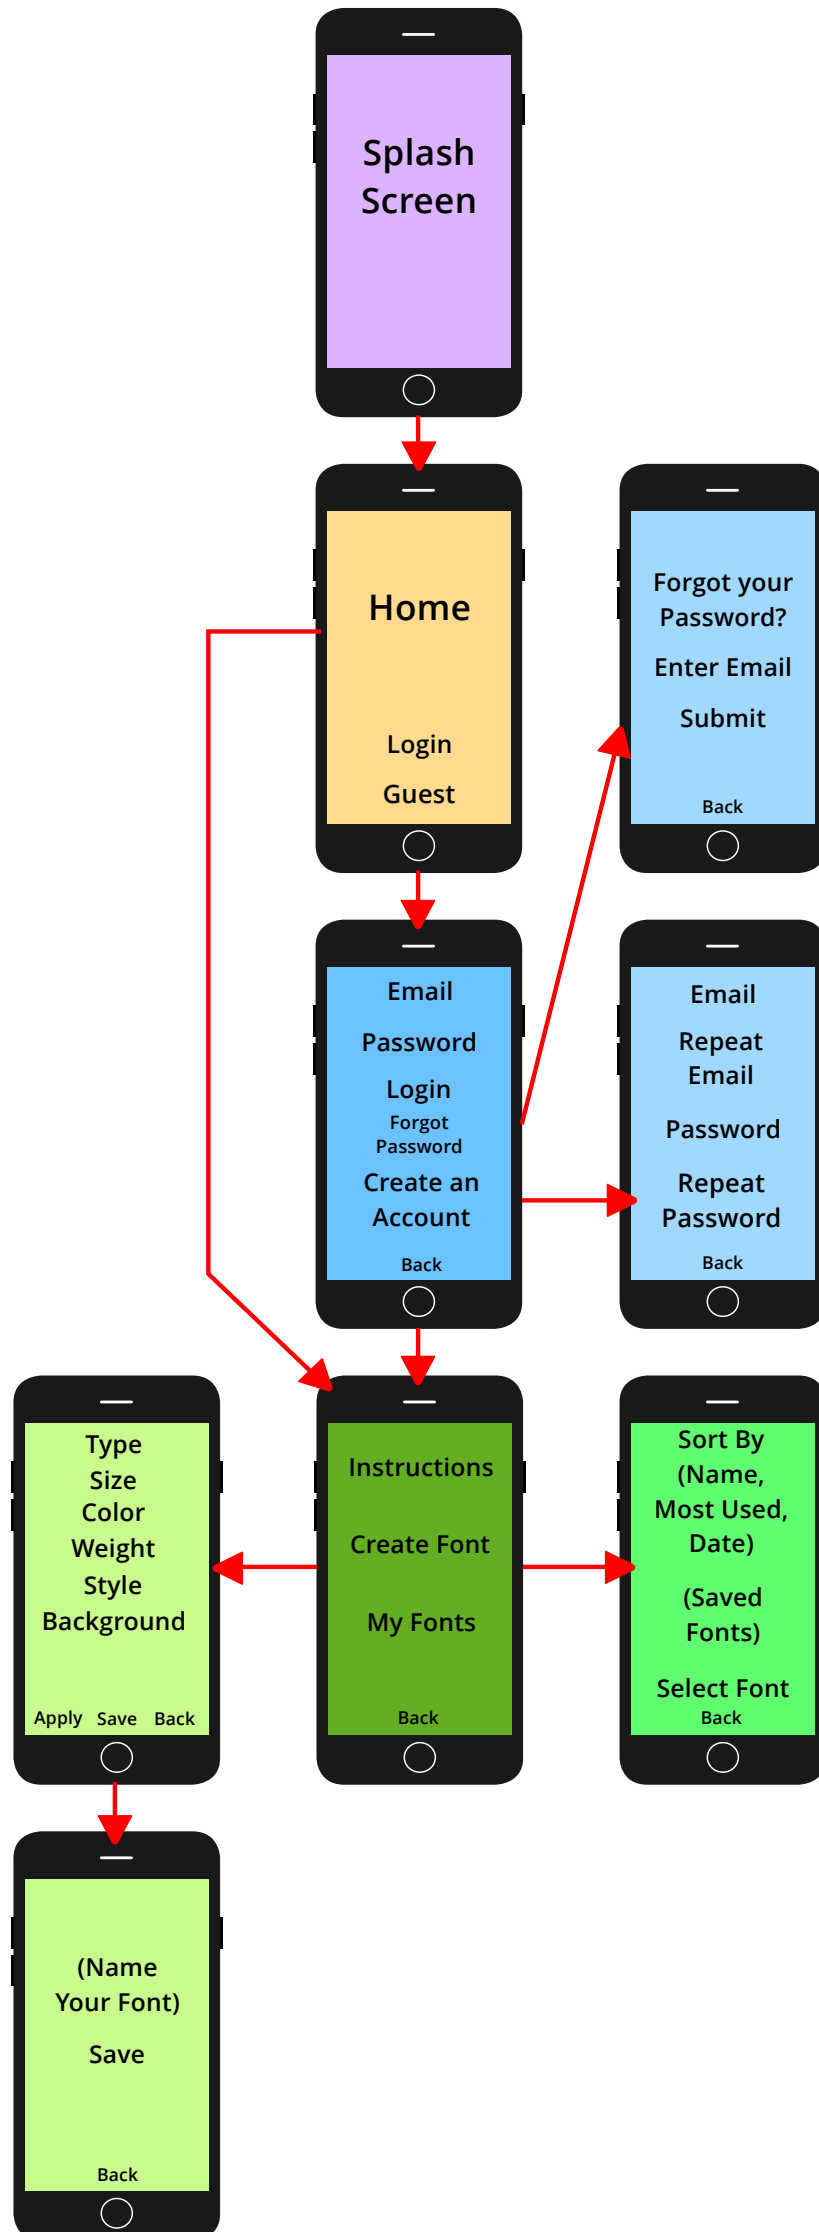 Splash
Screen
Home
Login
Guest
Forgot your
Password?
Enter Email
Submit
Back
Email
Password
Login
Forgot
Password
Create an
Account
Back
Email
Repeat
Email
Password
Repeat
Password
Back
Type
Size
Color
Weight
Style
Background
Apply Save Back
Instructions
Create Font
My Fonts
Back
Sort By
(Name,
Most Used,
Date)
(Saved
Fonts)
Select Font
Back
(Name
Your Font)
Save
Back